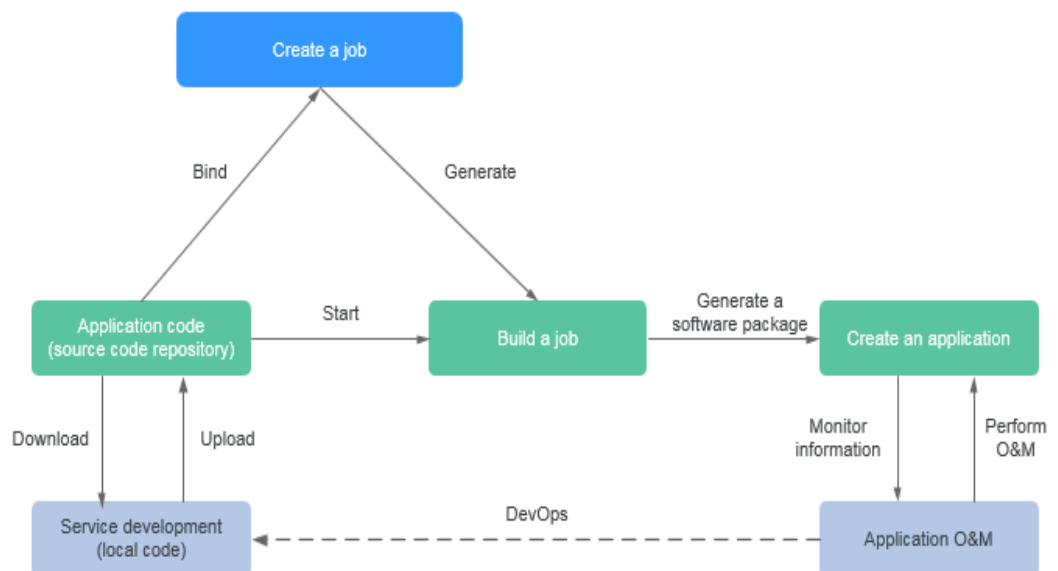 Create a job
Bind
Generate
Application code
(source code repository)
Start
Build a job
Generate a
software package
Create an application
Download
Upload
Monitor
information
Perform
O&M
Service development
(local code)
DevOps
Application O&M